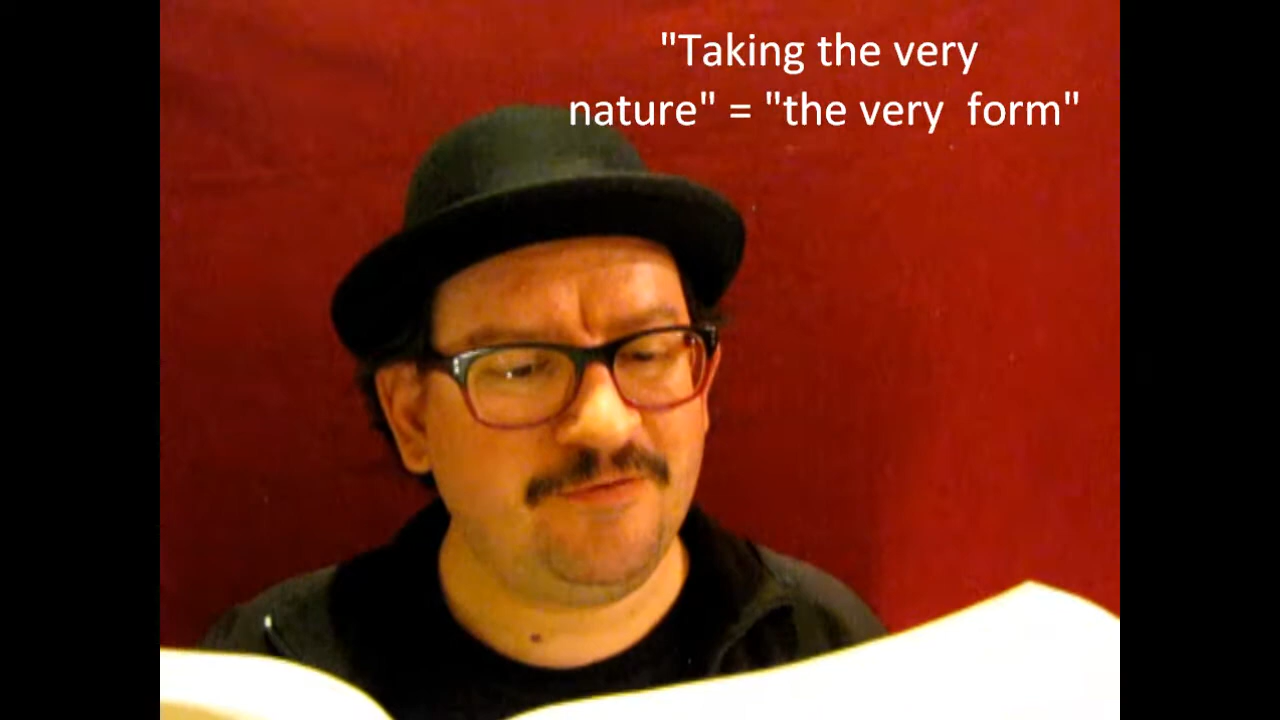 "Taking the very
nature" = "the very  form"